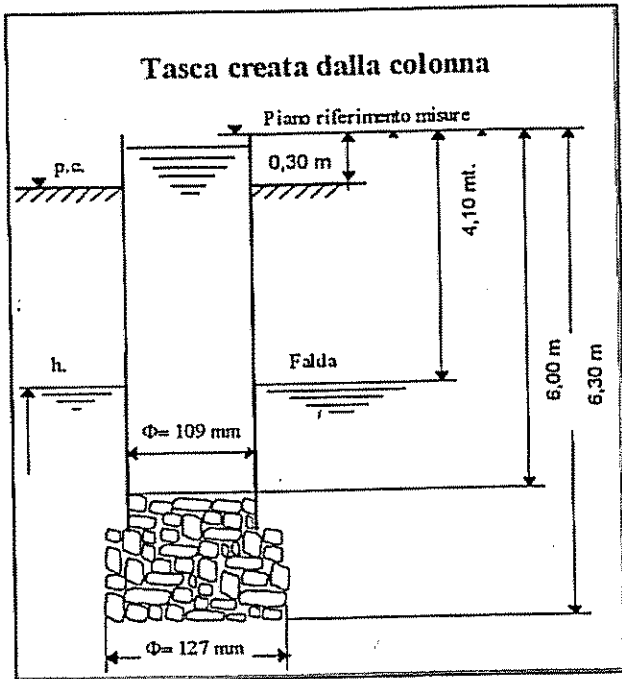 Tasca creata dalla colonna
Piano riferimento misure
p.c.
0,30 m
4,10 mt.
h.
Falda
6,00 m
6,30 m
Φ= 109 mm
Φ= 127 mm